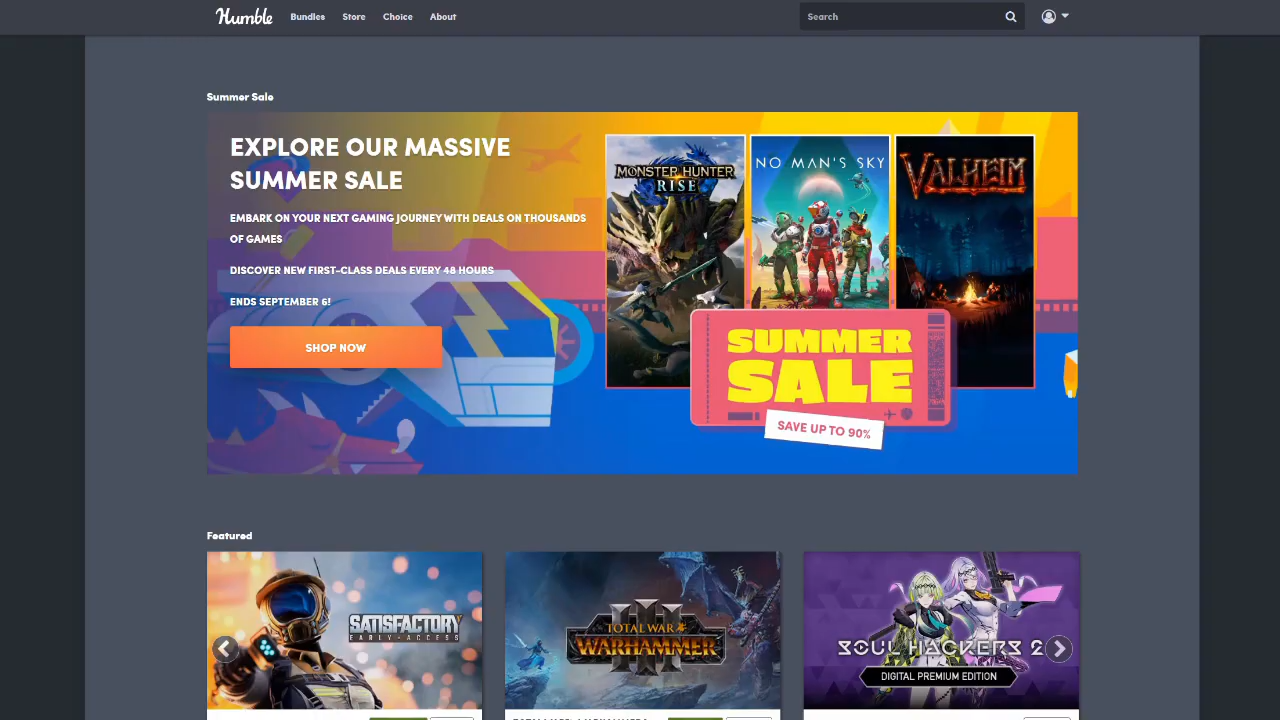 Humble
Bundles
Store
Choice
About
Search
Summer Sale
EXPLORE OUR MASSIVE
SUMMER SALE
EMBARK ON YOUR NEXT GAMING JOURNEY WITH DEALS ON THOUSANDS
OF GAMES
DISCOVER NEW FIRST-CLASS DEALS EVERY 48 HOURS
ENDS SEPTEMBER 6!
SHOP NOW
MONSTER HUNTER
RISE
NO MAN'S SKY
VALHEIM
SUMMER
SALE
SAVE UP TO 90%
Featured
SATISFACTORY
EARLY-ACCESS
TOTAL WAR
WARHAMMER
III
SOUL HACKERS 2
DIGITAL PREMIUM EDITION